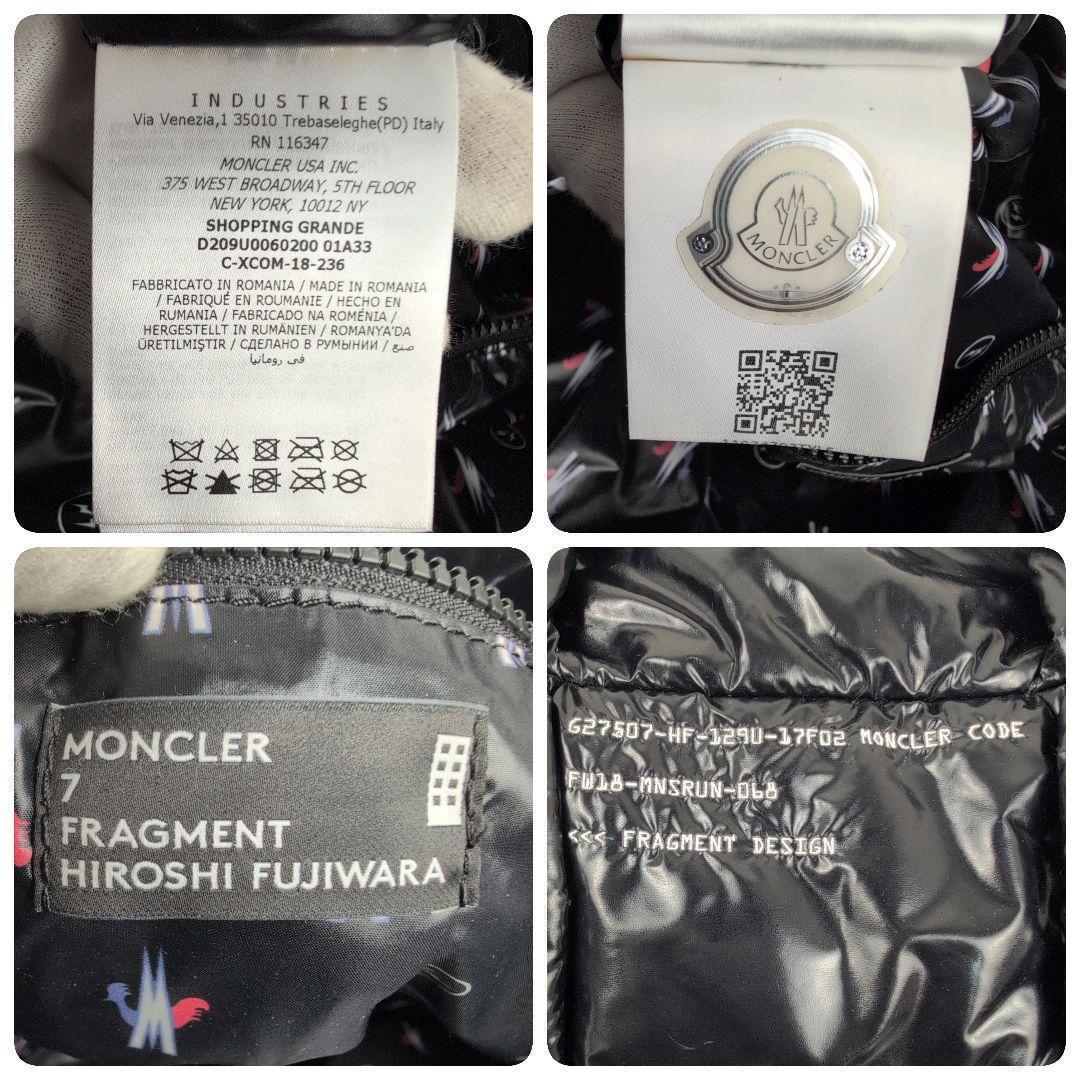 INDUSTRIES
Via Venezia,1 35010 Trebaseleghe(PD) Italy
RN 116347
MONCLER USA INC.
375 WEST BROADWAY, 5TH FLOOR
NEW YORK, 10012 NY
SHOPPING GRANDE
D209U0060200 01A33
C-XCOM-18-236
FABBRICATO IN ROMANIA / MADE IN ROMANIA
/ FABRIQUÉ EN ROUMANIE / HECHO EN
RUMANIA / FABRICADO NA ROMÉNIA /
HERGESTELLT IN RUMÄNIEN / ROMANYA'DA
ÜRETILMIŞTIR / СДЕЛАНО В РУМЫНИИ / صنع
في رومانيا
MONCLER
MONCLER
7
FRAGMENT
HIROSHI FUJIWARA
M
G27507-HF-129U-17F02 MONCLER CODE
FW18-MNSRUN-068
<<< FRAGMENT DESIGN